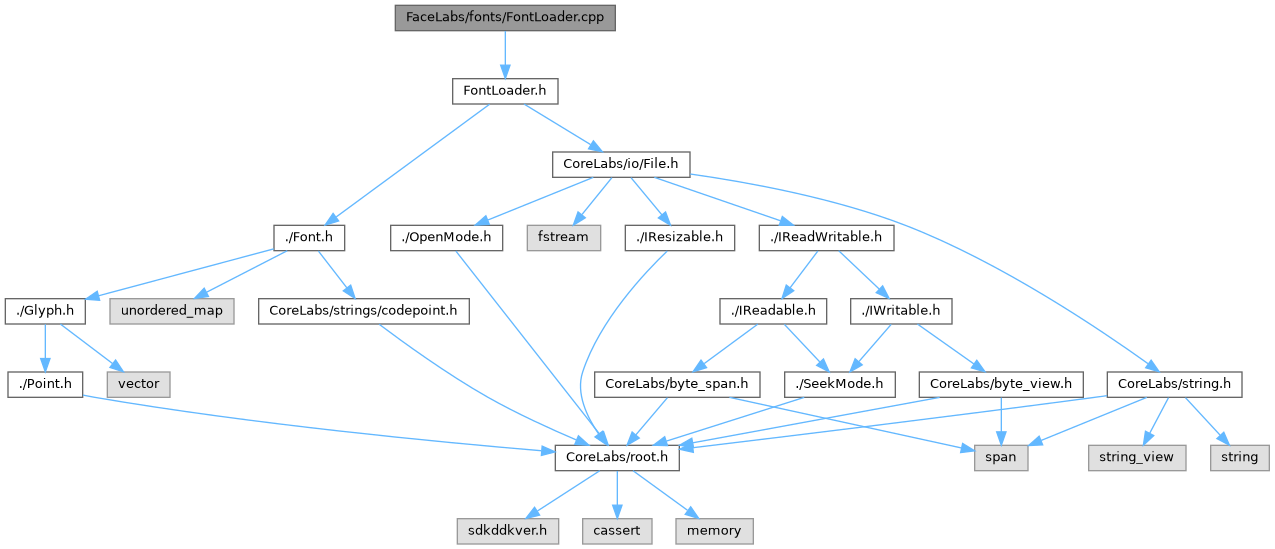 FaceLabs/fonts/FontLoader.cpp
FontLoader.h
CoreLabs/io/File.h
./Font.h
./OpenMode.h
fstream
./IResizable.h
./IReadWritable.h
./Glyph.h
unordered_map
CoreLabs/strings/codepoint.h
./IReadable.h
./IWritable.h
./Point.h
vector
CoreLabs/byte_span.h
./SeekMode.h
CoreLabs/byte_view.h
CoreLabs/string.h
CoreLabs/root.h
span
string_view
string
sdkddkver.h
cassert
memory